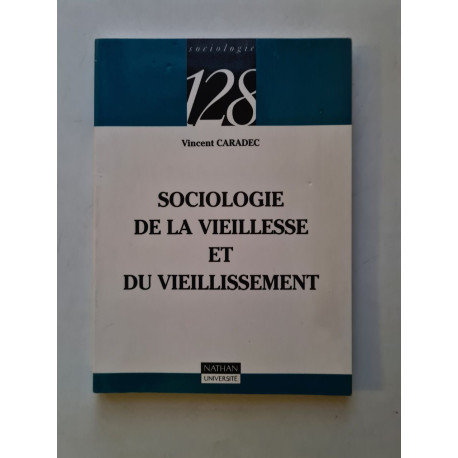 sociologie
128
Vincent CARADEC
SOCIOLOGIE
DE LA VIEILLESSE
ET
DU VIEILLISSEMENT
NATHAN
UNIVERSITÉ